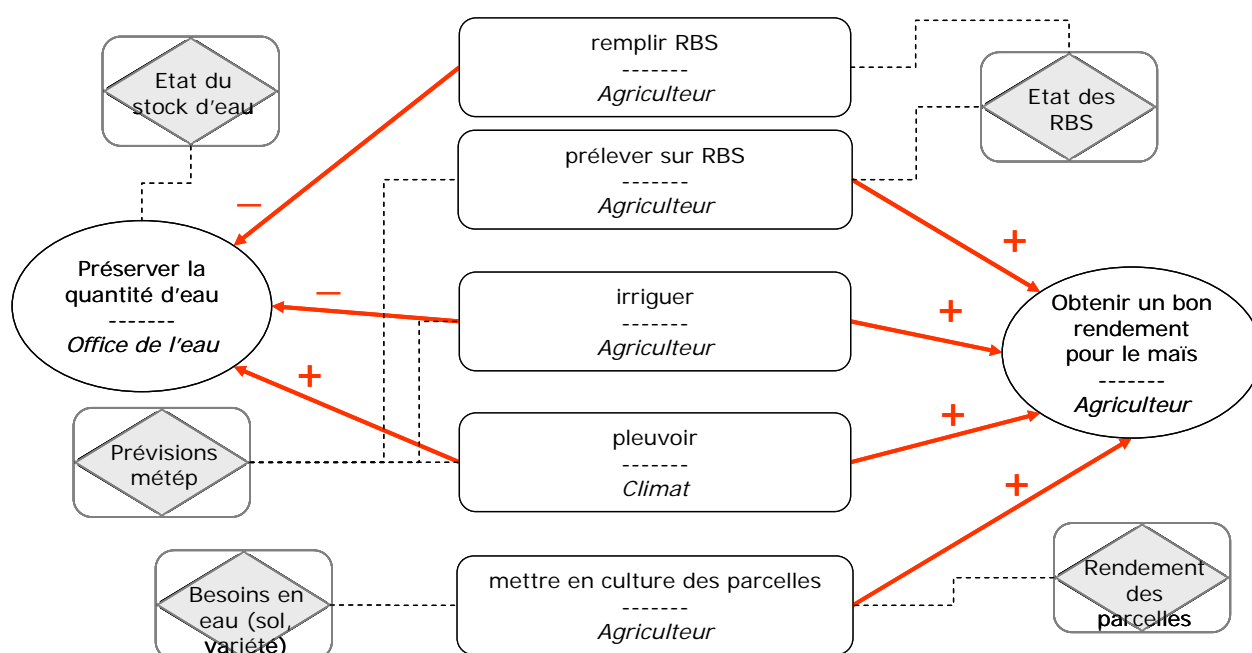 remplir RBS
-------
Agriculteur
Etat du
stock d'eau
Etat des
RBS
prélever sur RBS
-------
Agriculteur
–
+
Préserver la
quantité d'eau
-------
Office de l'eau
–
irriguer
-------
Agriculteur
+
Obtenir un bon
rendement
pour le maïs
-------
Agriculteur
+
Prévisions
métép
pleuvoir
-------
Climat
+
+
Besoins en
eau (sol,
variété)
mettre en culture des parcelles
-------
Agriculteur
Rendement
des
parcelles